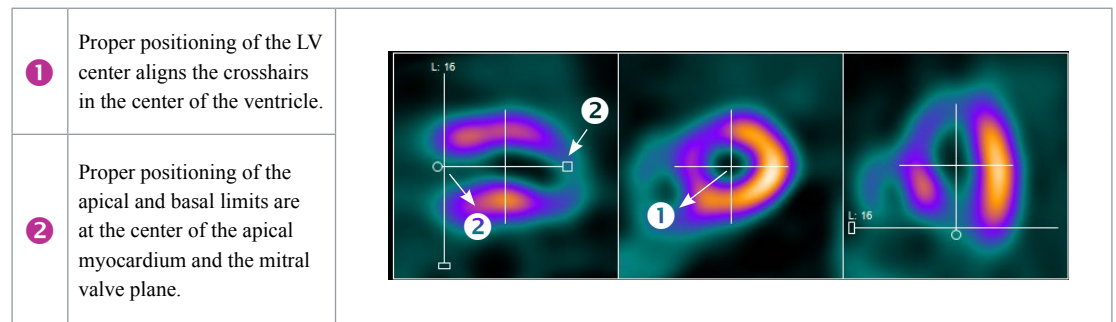 1
Proper positioning of the LV
center aligns the crosshairs
in the center of the ventricle.
2
Proper positioning of the
apical and basal limits are
at the center of the apical
myocardium and the mitral
valve plane.
L: 16
2
2
1
L: 16